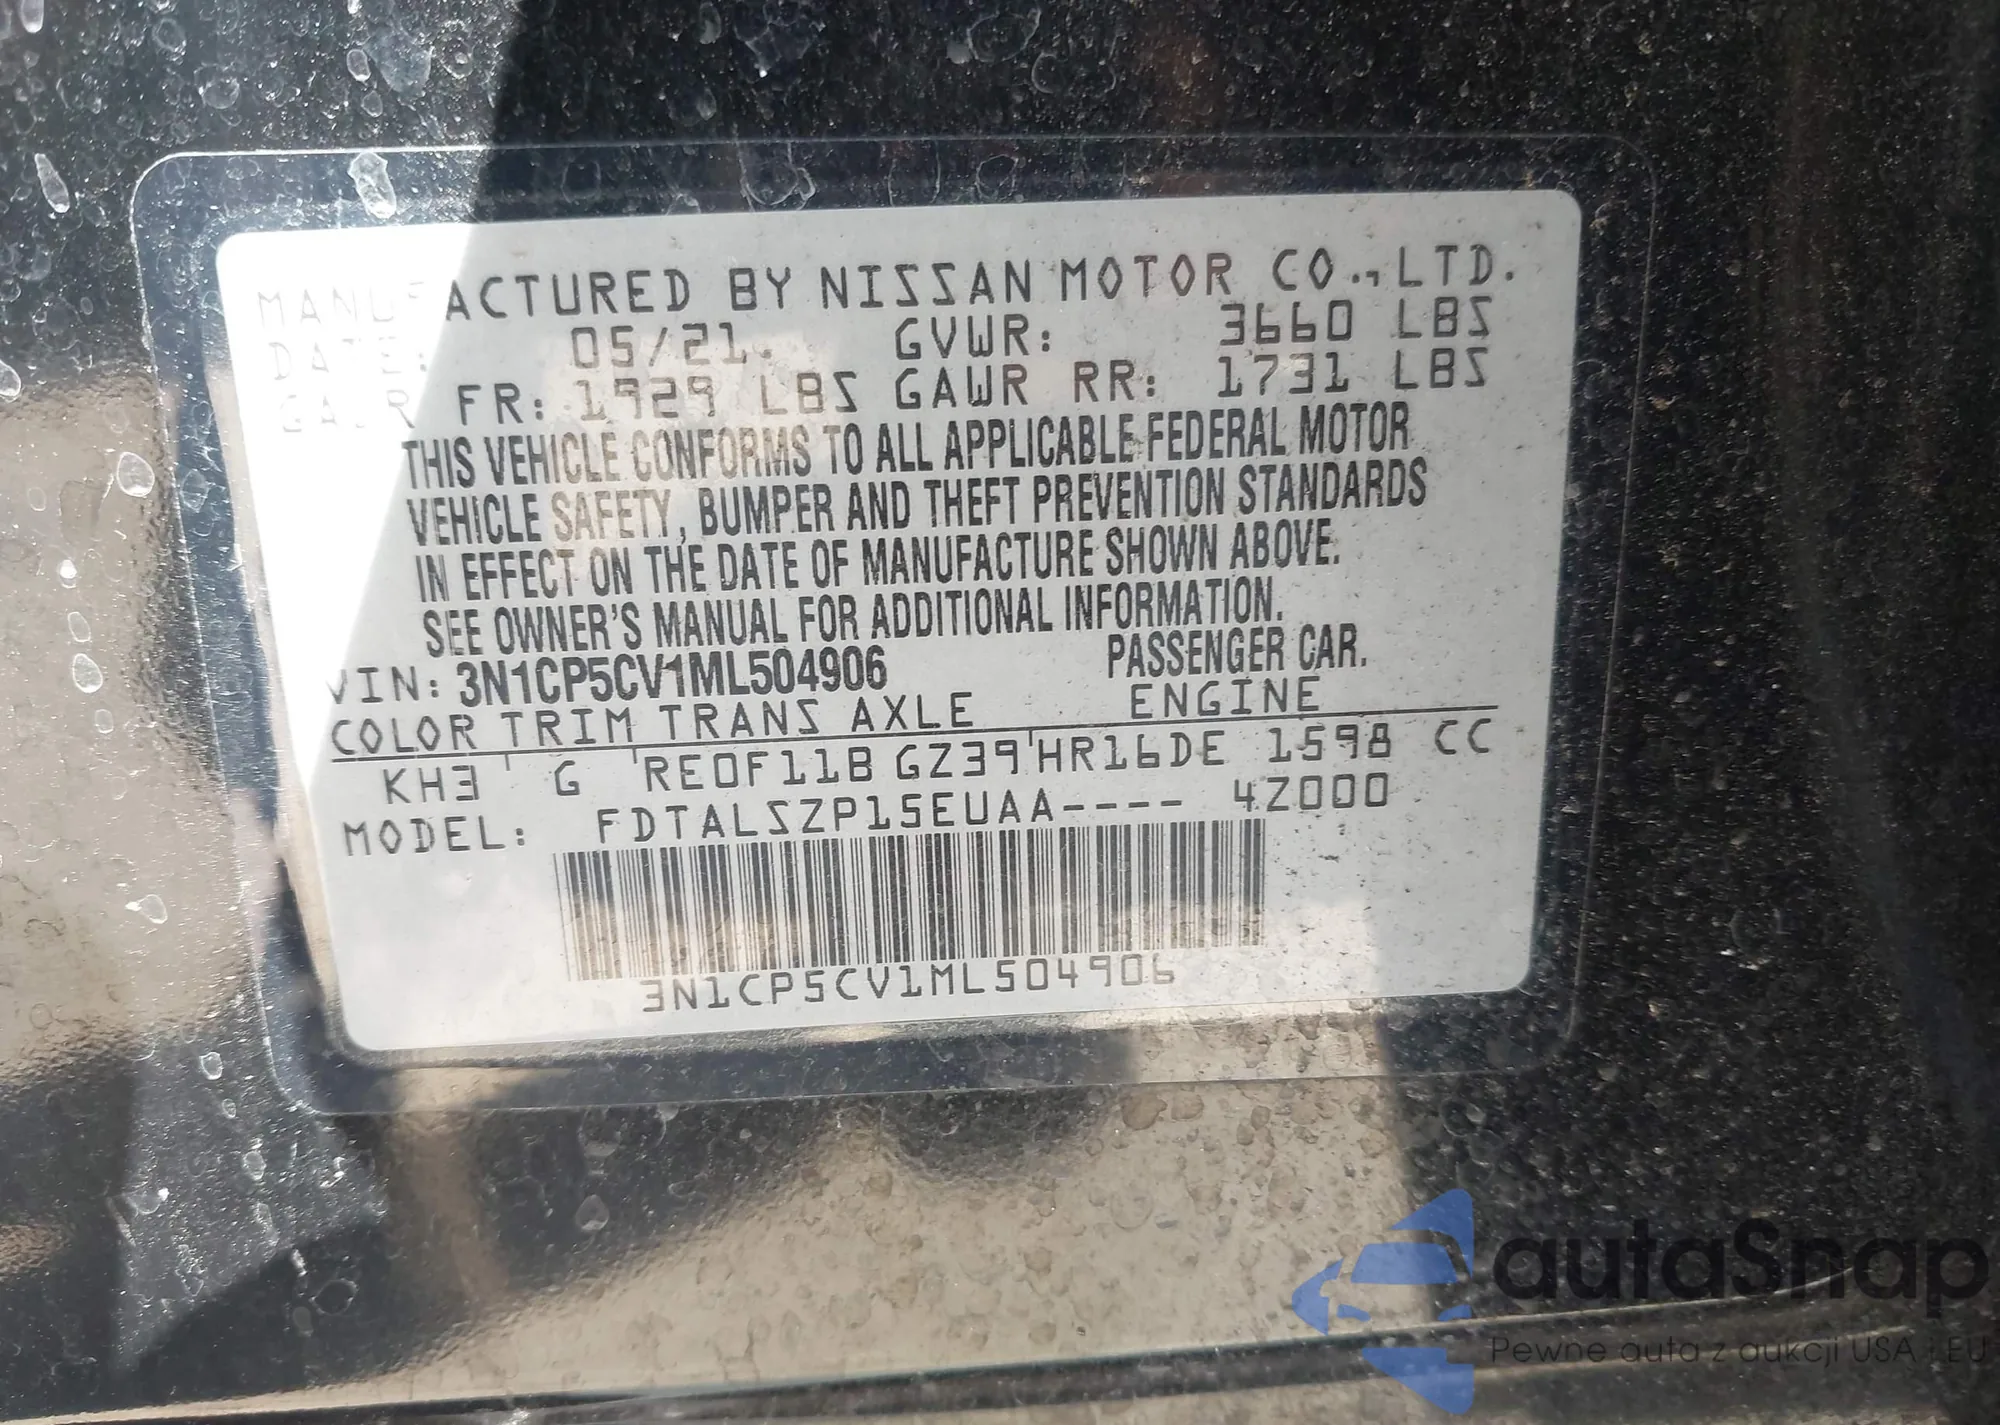 MANUFACTURED BY NISSAN MOTOR CO., LTD.
DATE: 05/21 GVWR: 3660 LBS
GAWR FR: 1929 LBS GAWR RR: 1731 LBS
THIS VEHICLE CONFORMS TO ALL APPLICABLE FEDERAL MOTOR
VEHICLE SAFETY, BUMPER AND THEFT PREVENTION STANDARDS
IN EFFECT ON THE DATE OF MANUFACTURE SHOWN ABOVE.
SEE OWNER'S MANUAL FOR ADDITIONAL INFORMATION.
VIN: 3N1CP5CV1ML504906 PASSENGER CAR.
COLOR TRIM TRANS AXLE ENGINE
KH3 G RE0F11B GZ39 HR16DE 1598 CC
MODEL: FDTALSZP15EUAA---- 4Z000
3N1CP5CV1ML504906
autaSnap
Pewne auta z aukcji USA i EU